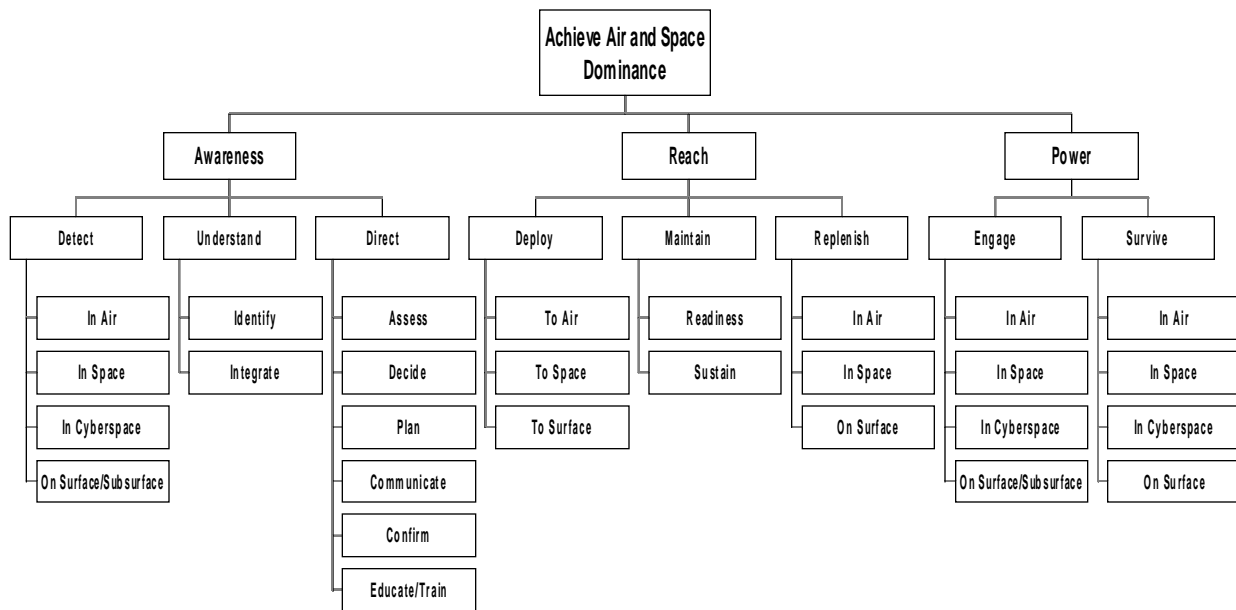 Achieve Air and Space
Dominance
Awareness
Reach
Power
Detect
Understand
Direct
Deploy
Maintain
Replenish
Engage
Survive
In Air
Identify
Assess
To Air
Readiness
In Air
In Air
In Air
In Space
Integrate
Decide
To Space
Sustain
In Space
In Space
In Space
In Cyberspace
Plan
To Surface
On Surface
In Cyberspace
In Cyberspace
On Surface/Subsurface
Communicate
On Surface/Subsurface
On Surface
Confirm
Educate/Train